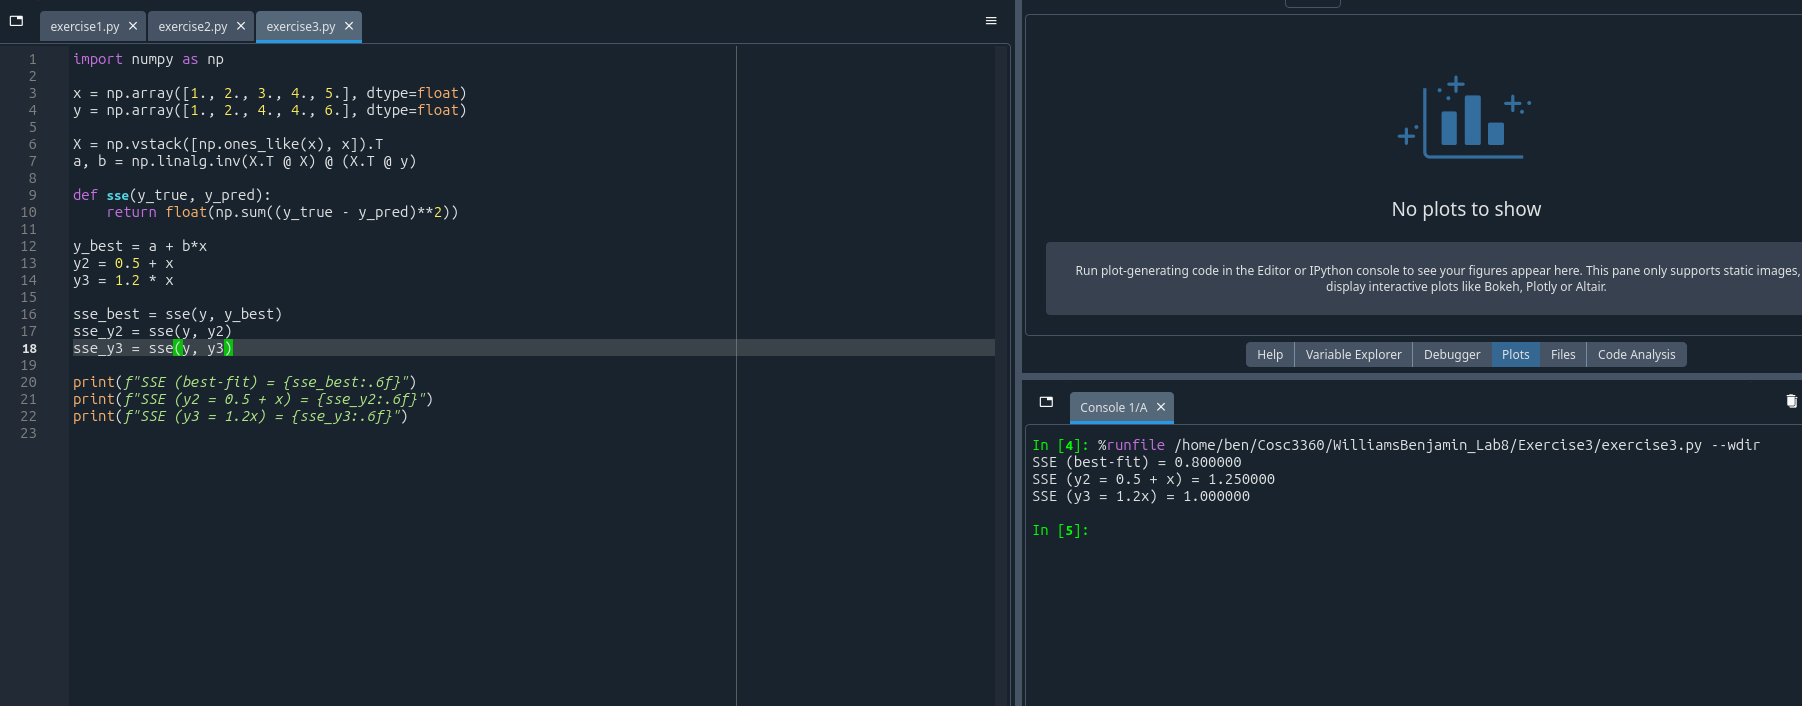 exercise1.py
exercise2.py
exercise3.py
1 import numpy as np
2
3 x = np.array([1., 2., 3., 4., 5.], dtype=float)
4 y = np.array([1., 2., 4., 4., 6.], dtype=float)
5
6 X = np.vstack([np.ones_like(x), x]).T
7 a, b = np.linalg.inv(X.T @ X) @ (X.T @ y)
8
9 def sse(y_true, y_pred):
10     return float(np.sum((y_true - y_pred)**2))
11
12 y_best = a + b*x
13 y2 = 0.5 + x
14 y3 = 1.2 * x
15
16 sse_best = sse(y, y_best)
17 sse_y2 = sse(y, y2)
18 sse_y3 = sse(y, y3)
19
20 print(f"SSE (best-fit) = {sse_best:.6f}")
21 print(f"SSE (y2 = 0.5 + x) = {sse_y2:.6f}")
22 print(f"SSE (y3 = 1.2x) = {sse_y3:.6f}")
23
No plots to show
Run plot-generating code in the Editor or IPython console to see your figures appear here. This pane only supports static images,
display interactive plots like Bokeh, Plotly or Altair.
Help Variable Explorer Debugger Plots Files Code Analysis
Console 1/A
In [4]: %runfile /home/ben/Cosc3360/WilliamsBenjamin_Lab8/Exercise3/exercise3.py --wdir
SSE (best-fit) = 0.800000
SSE (y2 = 0.5 + x) = 1.250000
SSE (y3 = 1.2x) = 1.000000
In [5]: